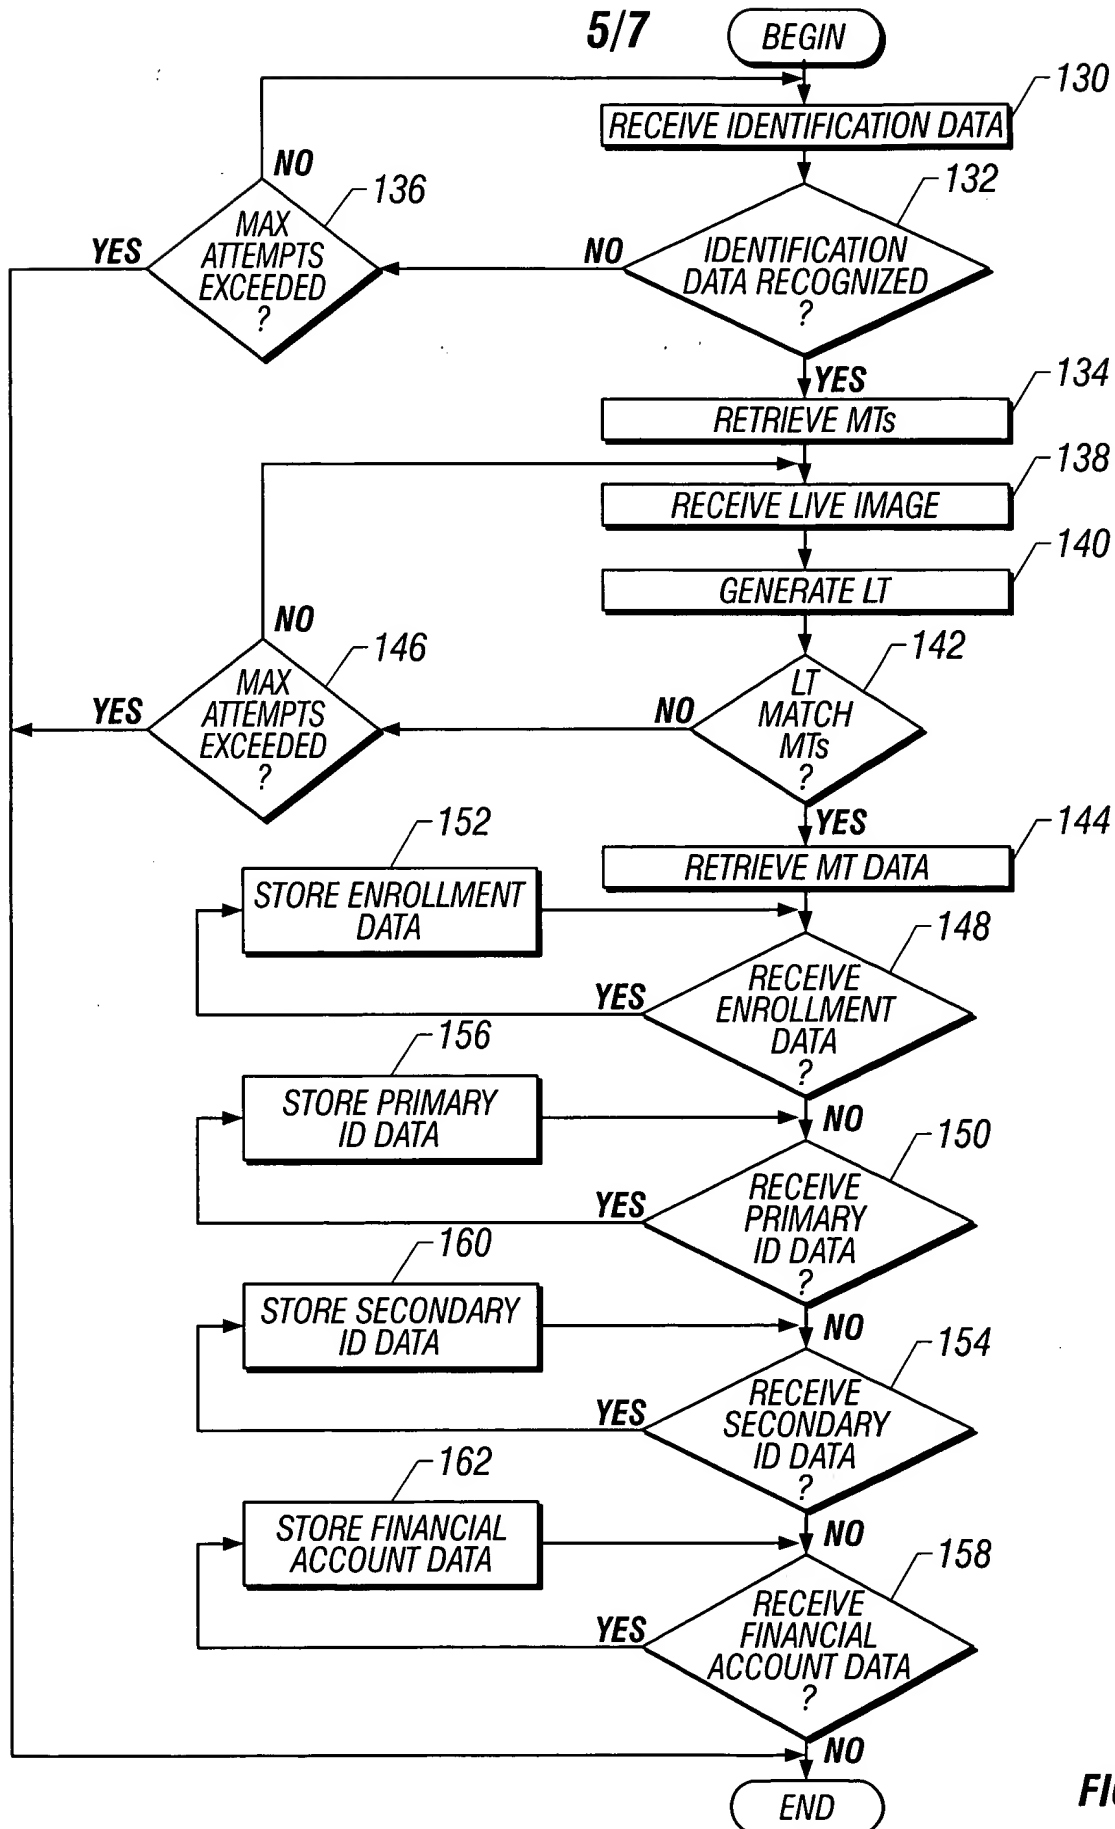 5/7
BEGIN
130
RECEIVE IDENTIFICATION DATA
NO
136
132
MAX
ATTEMPTS
EXCEEDED
?
YES
NO
IDENTIFICATION
DATA RECOGNIZED
?
YES
134
RETRIEVE MTs
138
RECEIVE LIVE IMAGE
140
GENERATE LT
NO
146
142
MAX
ATTEMPTS
EXCEEDED
?
YES
NO
LT
MATCH
MTs
?
YES
144
152
RETRIEVE MT DATA
STORE ENROLLMENT
DATA
148
YES
RECEIVE
ENROLLMENT
DATA
?
156
STORE PRIMARY
ID DATA
NO
150
YES
RECEIVE
PRIMARY
ID DATA
?
160
STORE SECONDARY
ID DATA
NO
154
YES
RECEIVE
SECONDARY
ID DATA
?
162
STORE FINANCIAL
ACCOUNT DATA
NO
158
YES
RECEIVE
FINANCIAL
ACCOUNT DATA
?
NO
END